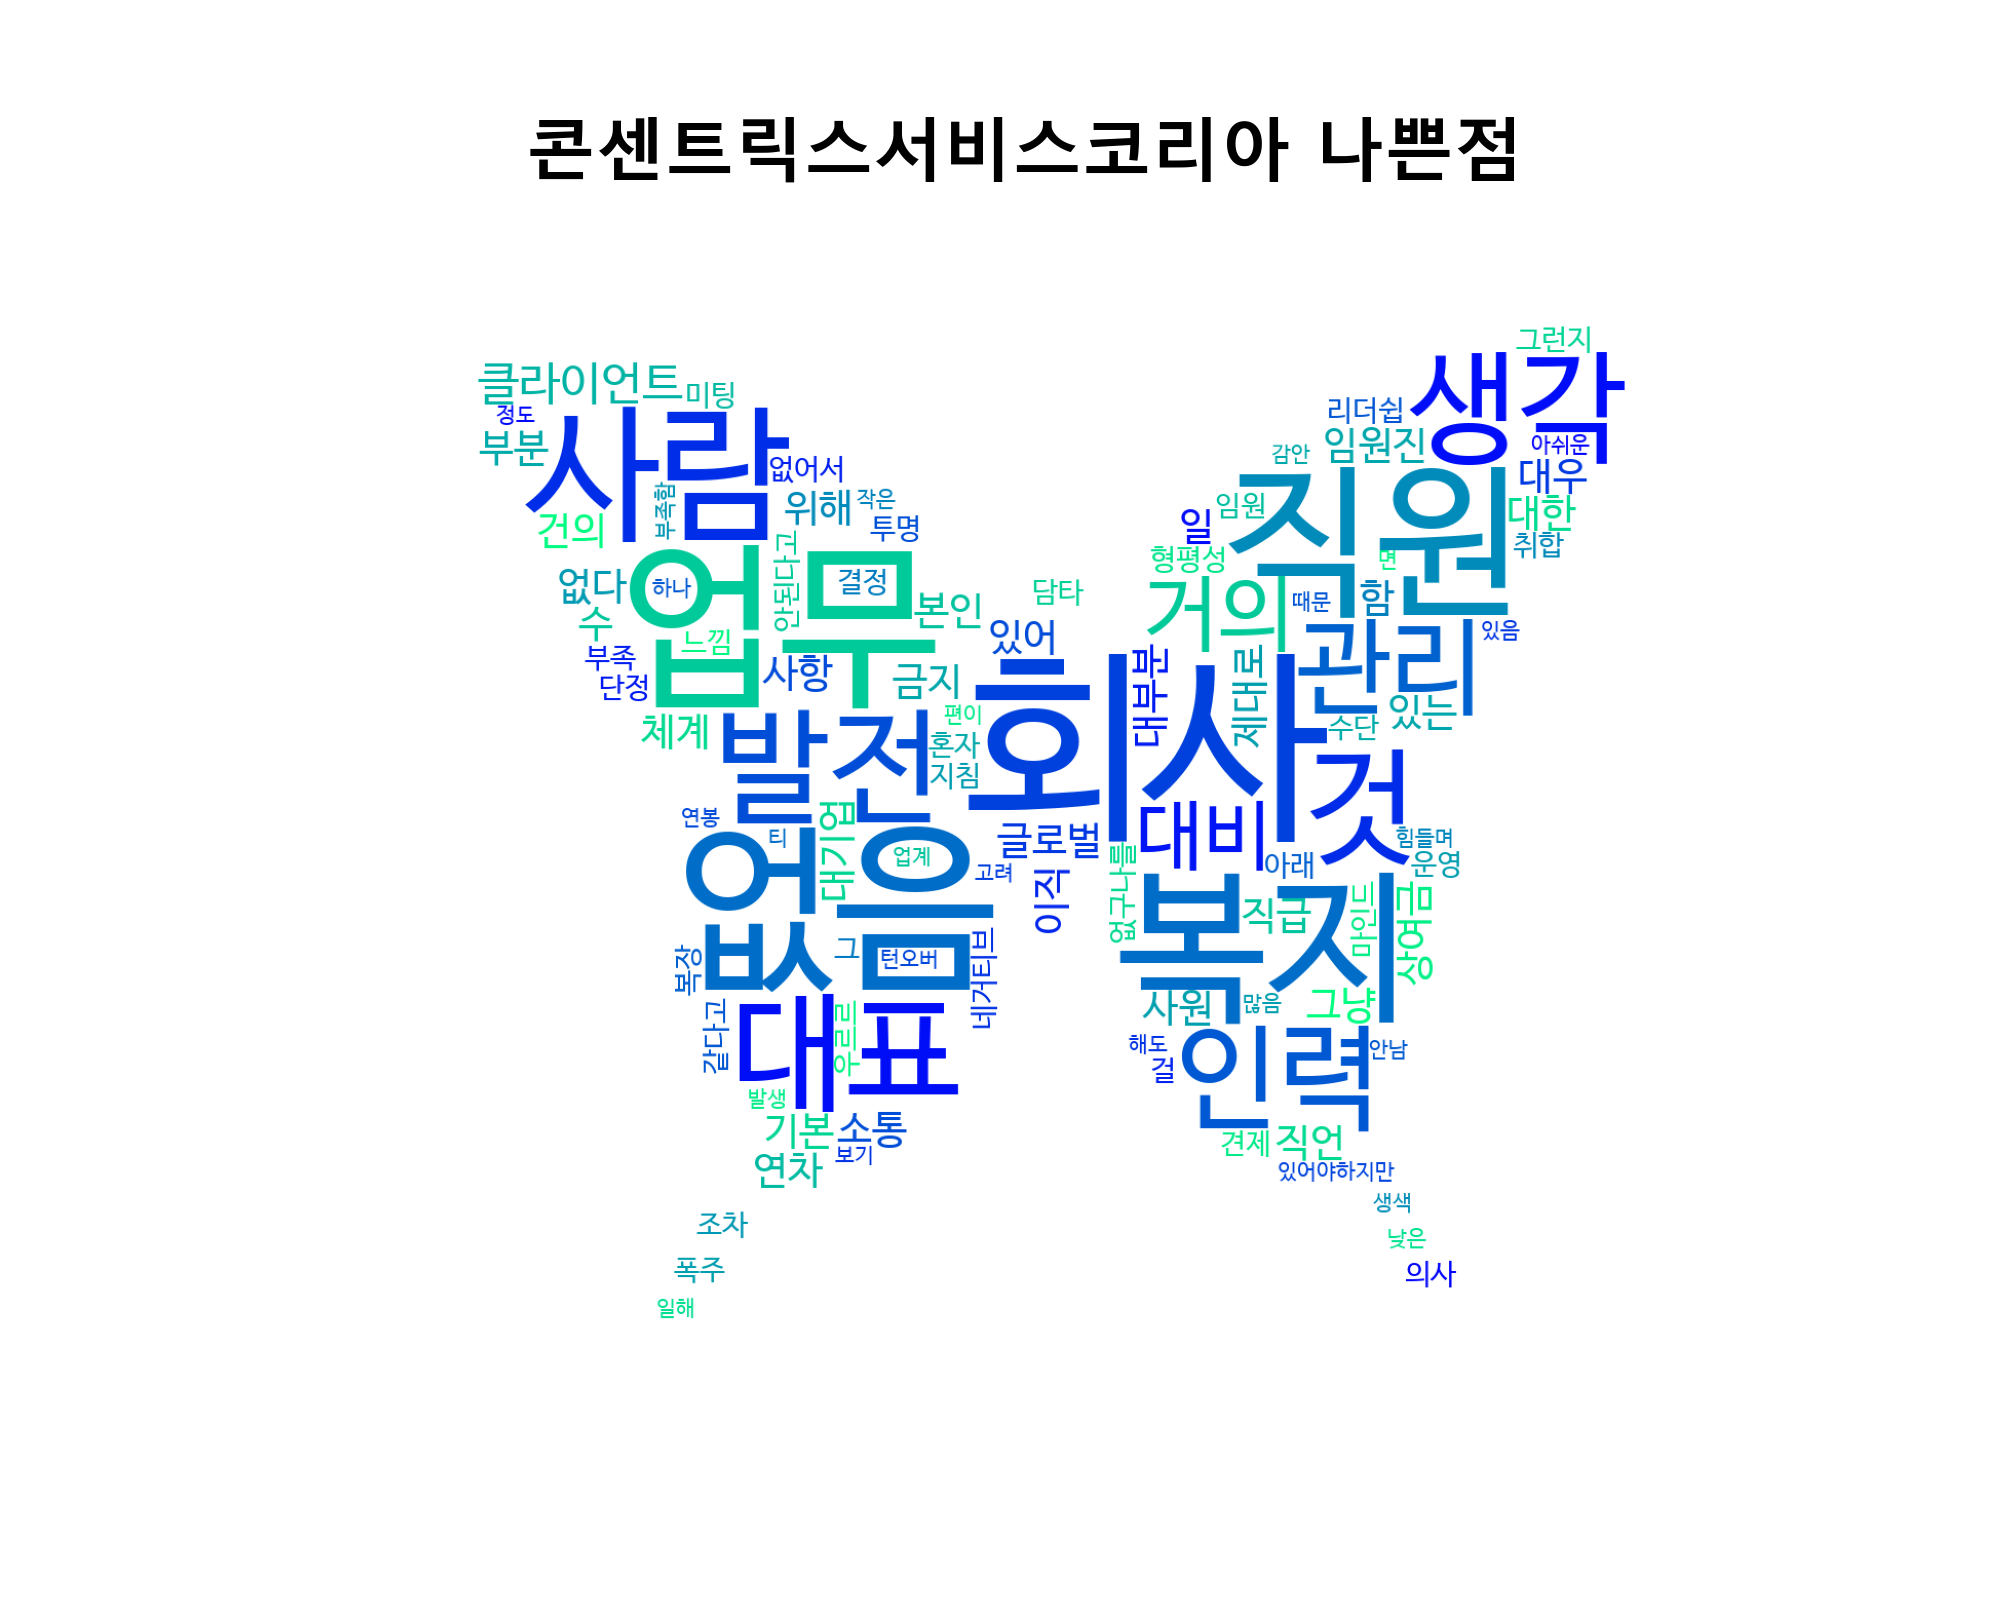 콘센트릭스서비스코리아 나쁜점
그런지
클라이언트
미팅
생각
정도
사람
리더쉽
부분
임원진
아쉬운
감안
없어서
대우
직원
부족함
위해
작은
임원
대한
건의
투명
일
취합
업무
안된다고
형평성
면
없다
하나
결정
담타
거의
때문
함
수
본인
느낌
있어
관리
있음
부족
사항
회사
대부분
제대로
단정
금지
체계
발전
편이
있는
수단
혼자
지침
것
연봉
티
대기업
글로벌
대비
힘들며
없음
업계
고려
이직
없구나를
아래
운영
복지
직급
마인드
상여금
복장
그
턴오버
네거티브
같다고
대표
우르르
사원
많음
그냥
인력
해도
걸
안남
발생
기본
소통
견제
직언
연차
보기
있어야하지만
생색
조차
낮은
폭주
의사
일해